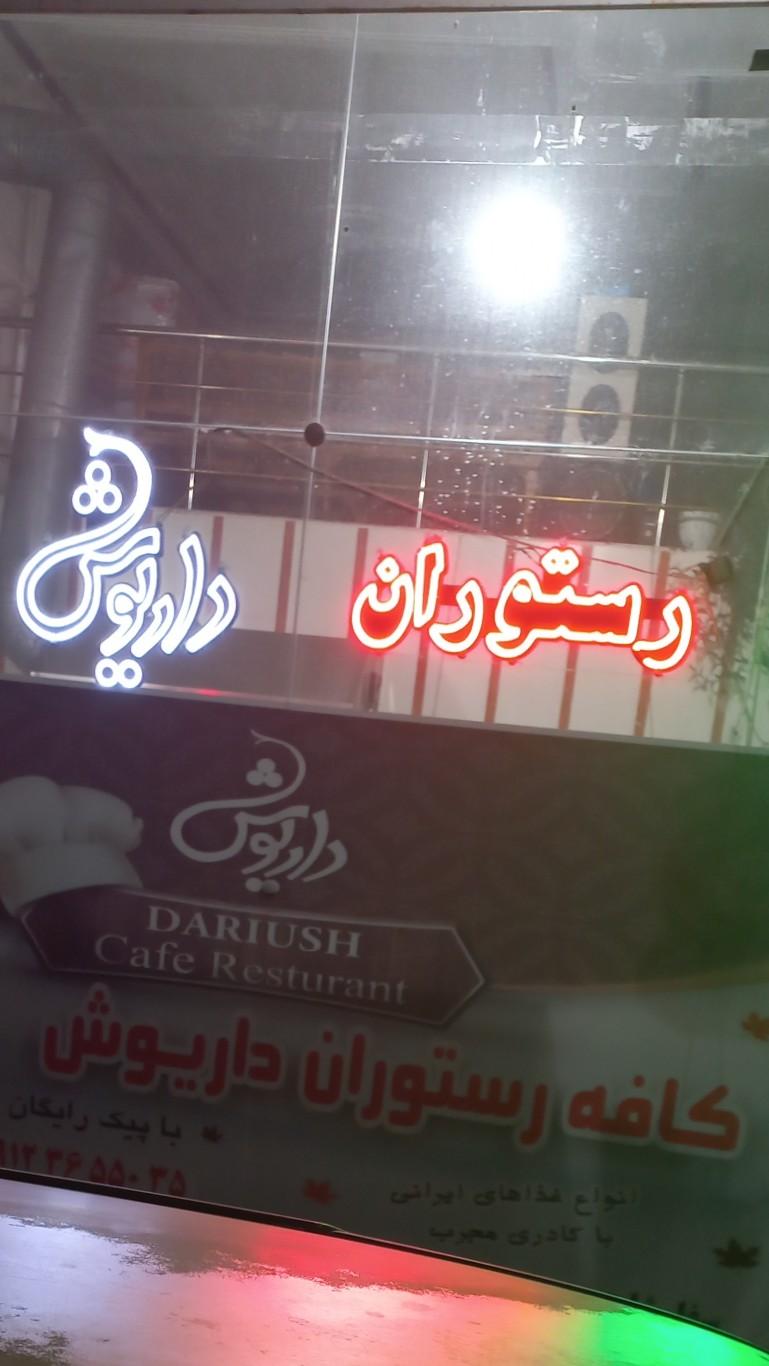 رستوران داریوش
داریوش
DARIUSH
Cafe Resturant
کافه رستوران داریوش
با پیک رایگان
انواع غذاهای ایرانی
با کادری مجرب